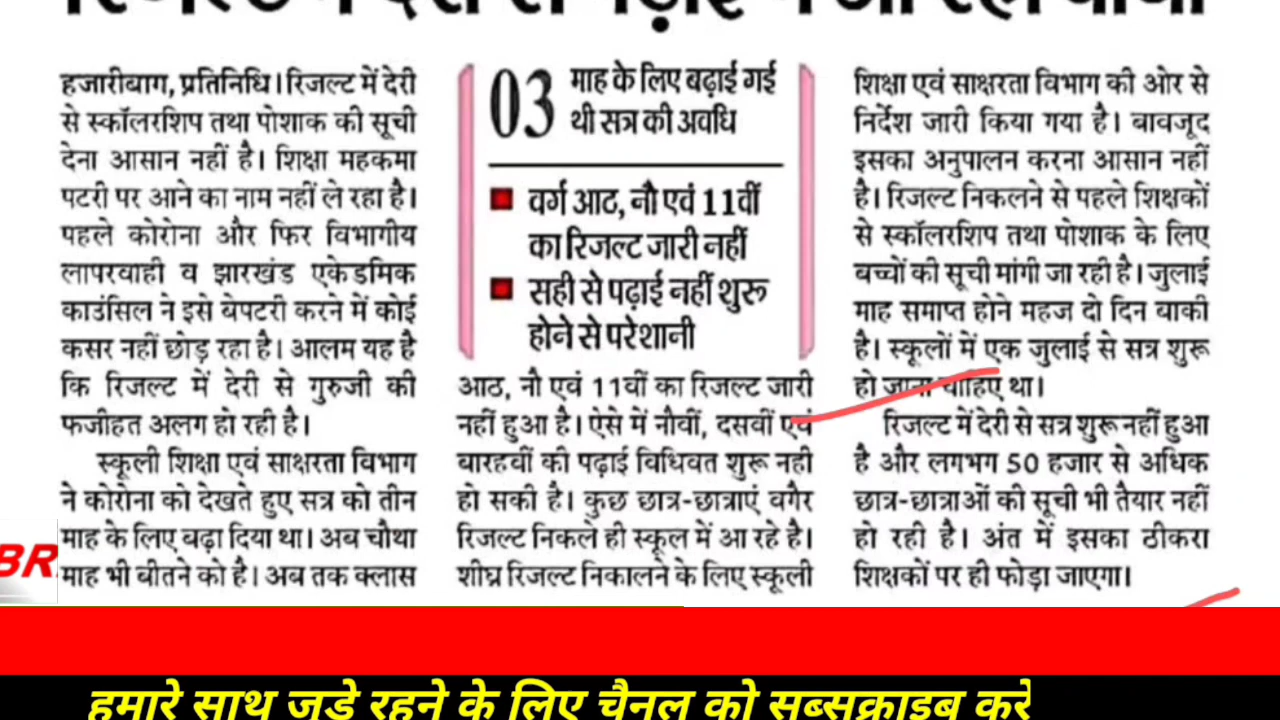 हजारीबाग, प्रतिनिधि। रिजल्ट में देरी
से स्कॉलरशिप तथा पोशाक की सूची
देना आसान नहीं है। शिक्षा महकमा
पटरी पर आने का नाम नहीं ले रहा है।
पहले कोरोना और फिर विभागीय
लापरवाही व झारखंड एकेडमिक
काउंसिल ने इसे बेपटरी करने में कोई
कसर नहीं छोड़ रहा है। आलम यह है
कि रिजल्ट में देरी से गुरुजी की
फजीहत अलग हो रही है।
स्कूली शिक्षा एवं साक्षरता विभाग
ने कोरोना को देखते हुए सत्र को तीन
माह के लिए बढ़ा दिया था। अब चौथा
माह भी बीतने को है। अब तक क्लास
03 माह के लिए बढ़ाई गई
थी सत्र की अवधि
वर्ग आठ, नौ एवं 11वीं
का रिजल्ट जारी नहीं
सही से पढ़ाई नहीं शुरू
होने से परेशानी
आठ, नौ एवं 11वीं का रिजल्ट जारी
नहीं हुआ है। ऐसे में नौवीं, दसवीं एवं
बारहवीं की पढ़ाई विधिवत शुरू नही
हो सकी है। कुछ छात्र-छात्राएं वगैर
रिजल्ट निकले ही स्कूल में आ रहे है।
शीघ्र रिजल्ट निकालने के लिए स्कूली
शिक्षा एवं साक्षरता विभाग की ओर से
निर्देश जारी किया गया है। बावजूद
इसका अनुपालन करना आसान नहीं
है। रिजल्ट निकलने से पहले शिक्षकों
से स्कॉलरशिप तथा पोशाक के लिए
बच्चों की सूची मांगी जा रही है। जुलाई
माह समाप्त होने महज दो दिन बाकी
है। स्कूलों में एक जुलाई से सत्र शुरू
हो जाना चाहिए था।
रिजल्ट में देरी से सत्र शुरू नहीं हुआ
है और लगभग 50 हजार से अधिक
छात्र-छात्राओं की सूची भी तैयार नहीं
हो रही है। अंत में इसका ठीकरा
शिक्षकों पर ही फोड़ा जाएगा।
BR
हमारे साथ जुड़े रहने के लिए चैनल को सब्सक्राइब करें